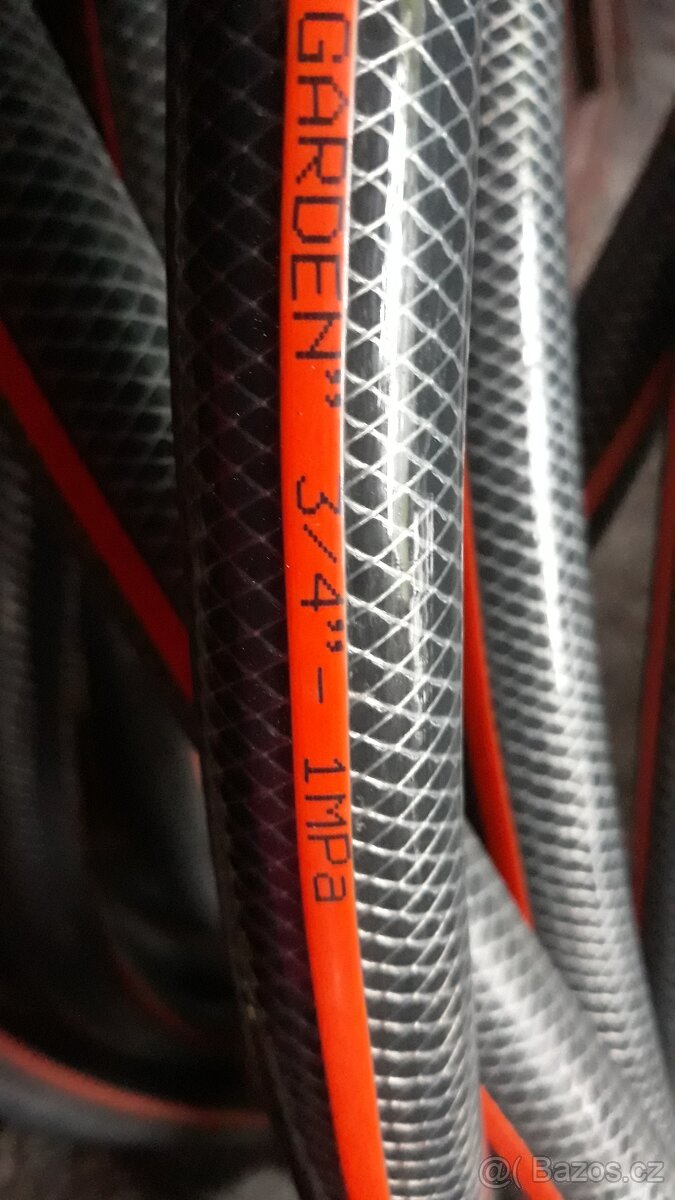 GARDEN” 3/4” - 1MPa
@( Bazos.cz